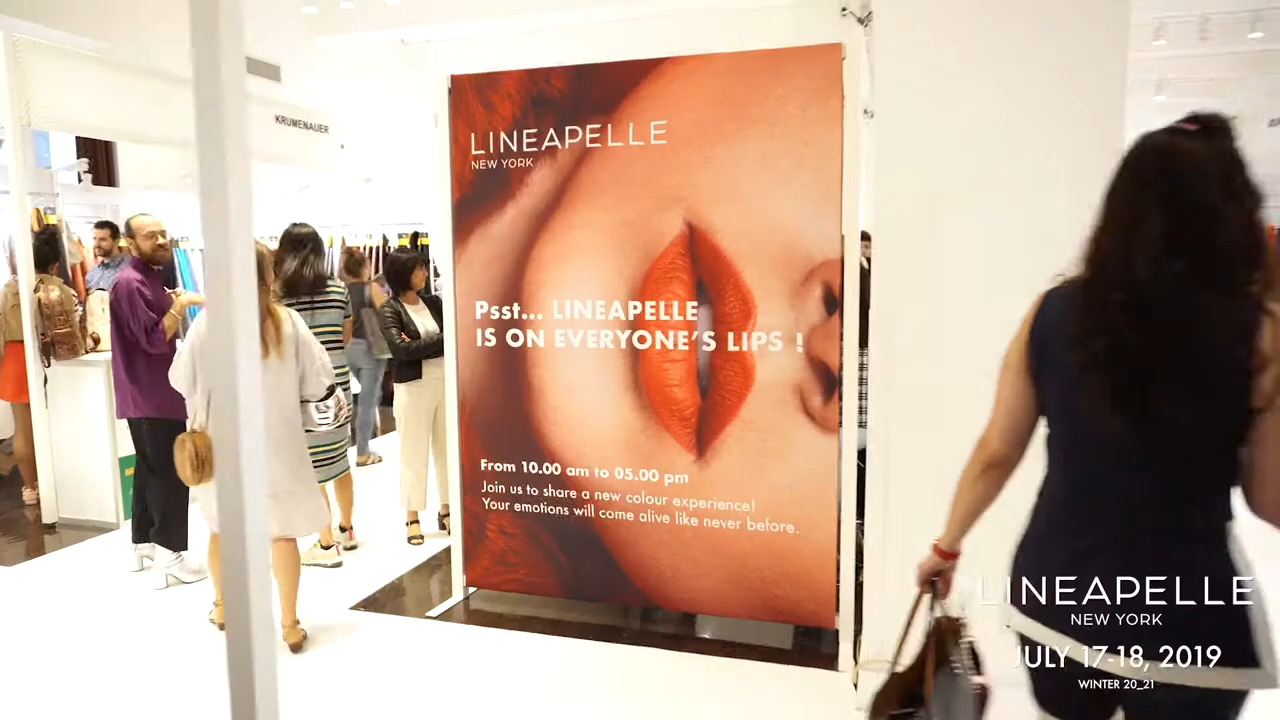 KRUMENAUER
LINEAPELLE
NEW YORK
Psst... LINEAPELLE
IS ON EVERYONE'S LIPS !
From 10.00 am to 05.00 pm
Join us to share a new colour experience!
Your emotions will come alive like never before.
LINEAPELLE
NEW YORK
JULY 17-18, 2019
WINTER 20_21